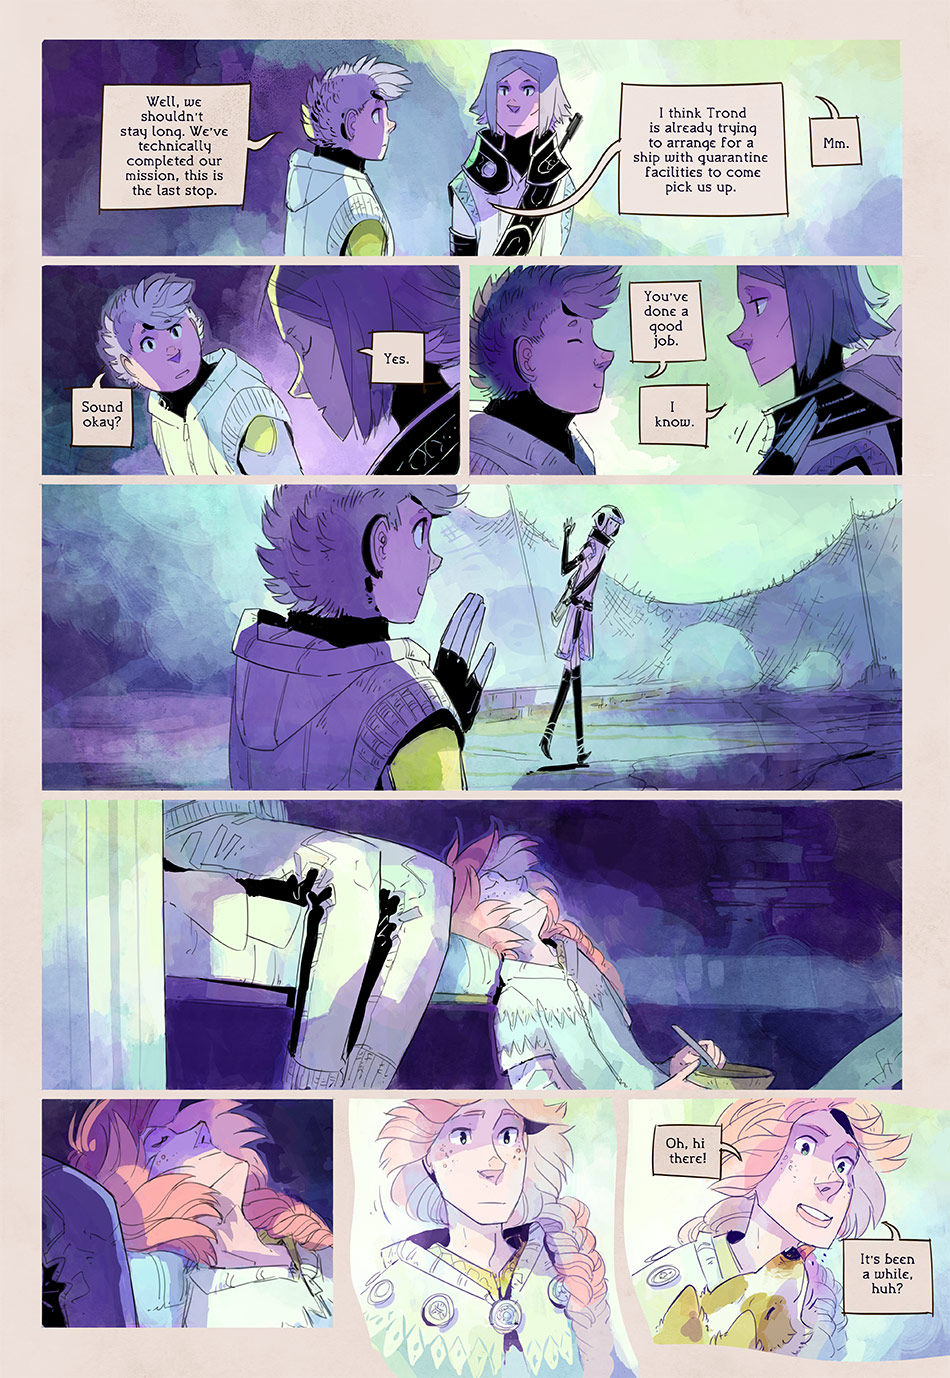 Well, we
shouldn't
stay long. We've
technically
completed our
mission, this is
the last stop.
I think Trond
is already trying
to arrange for a
ship with quarantine
facilities to come
pick us up.
Mm.
Sound
okay?
Yes.
You've
done a
good
job.
I
know.
Oh, hi
there!
It's been
a while,
huh?